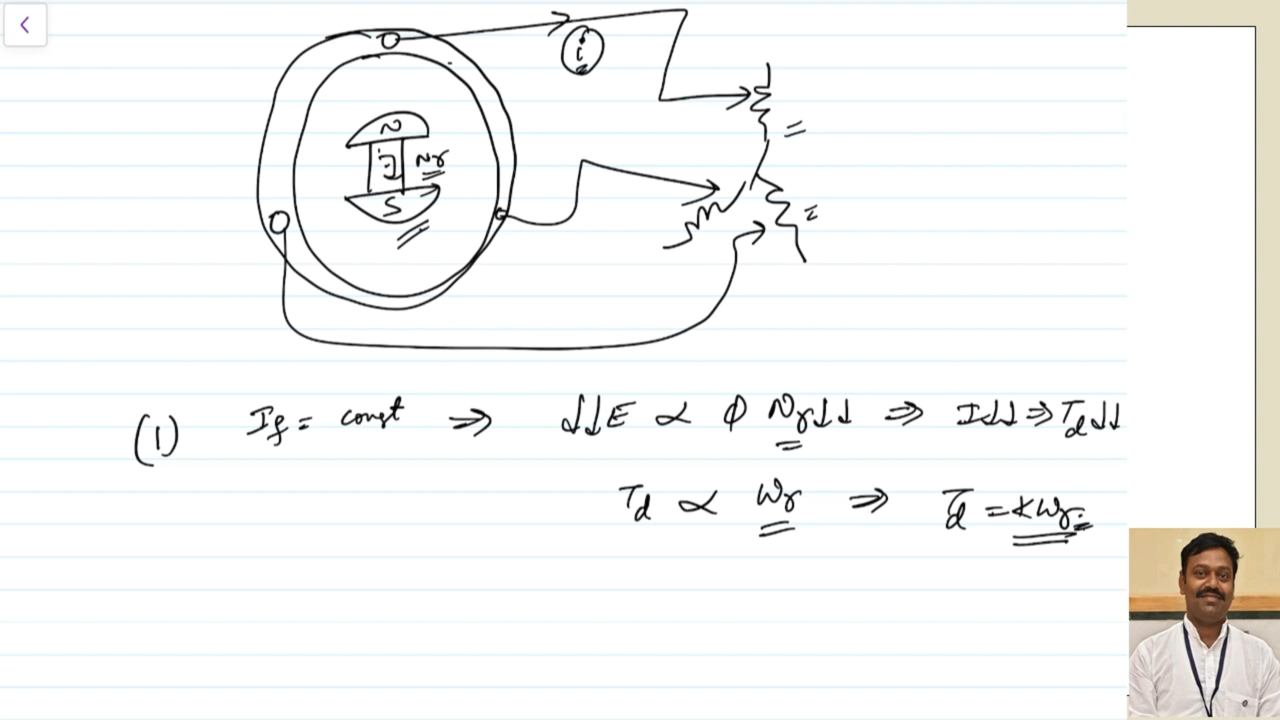 i
N
Nr
S
(1) If = const ⇒ ↓↓E ∝ φ Nr↓↓ ⇒ I↓↓ ⇒ Td↓↓
Td ∝ ωr ⇒ Td = kωr